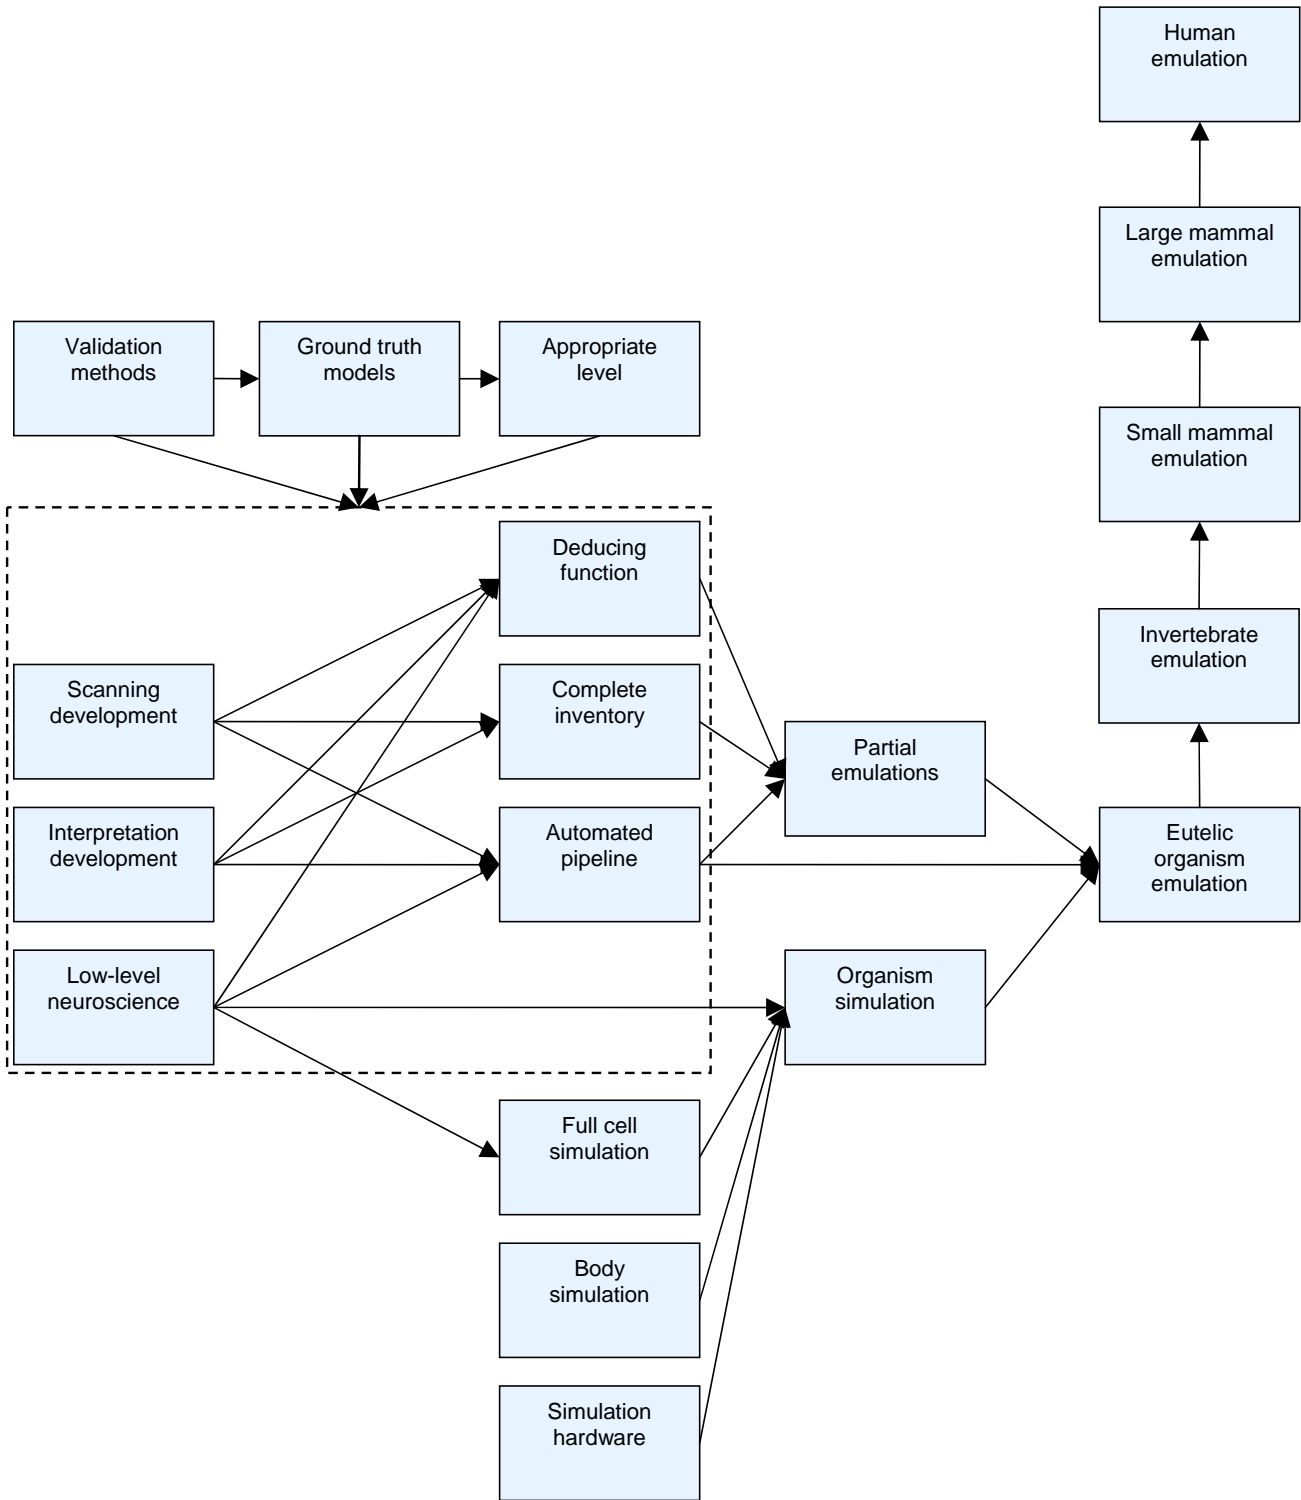 Human
emulation
Large mammal
emulation
Validation
methods
Ground truth
models
Appropriate
level
Small mammal
emulation
Deducing
function
Invertebrate
emulation
Scanning
development
Complete
inventory
Partial
emulations
Interpretation
development
Automated
pipeline
Eutelic
organism
emulation
Low-level
neuroscience
Organism
simulation
Full cell
simulation
Body
simulation
Simulation
hardware